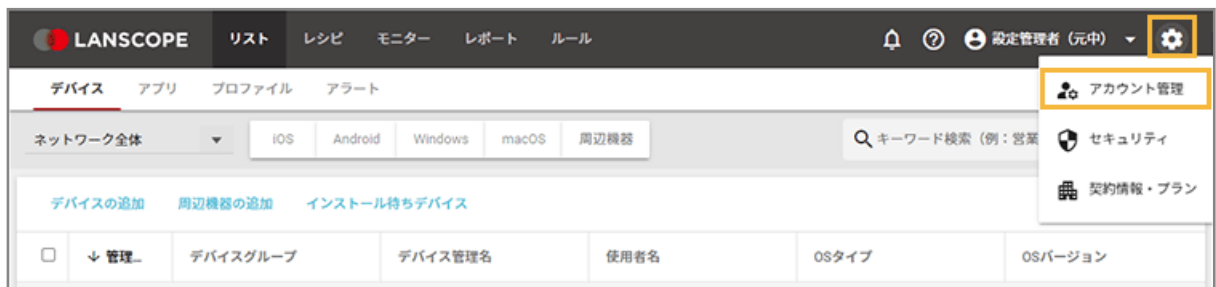 LANSCOPE リスト レシピ モニター レポート ルール 設定管理者（元中）
デバイス アプリ プロファイル アラート
アカウント管理
ネットワーク全体 iOS Android Windows macOS 周辺機器 キーワード検索（例：営業
セキュリティ
契約情報・プラン
デバイスの追加 周辺機器の追加 インストール待ちデバイス
管理… デバイスグループ デバイス管理名 使用者名 OSタイプ OSバージョン